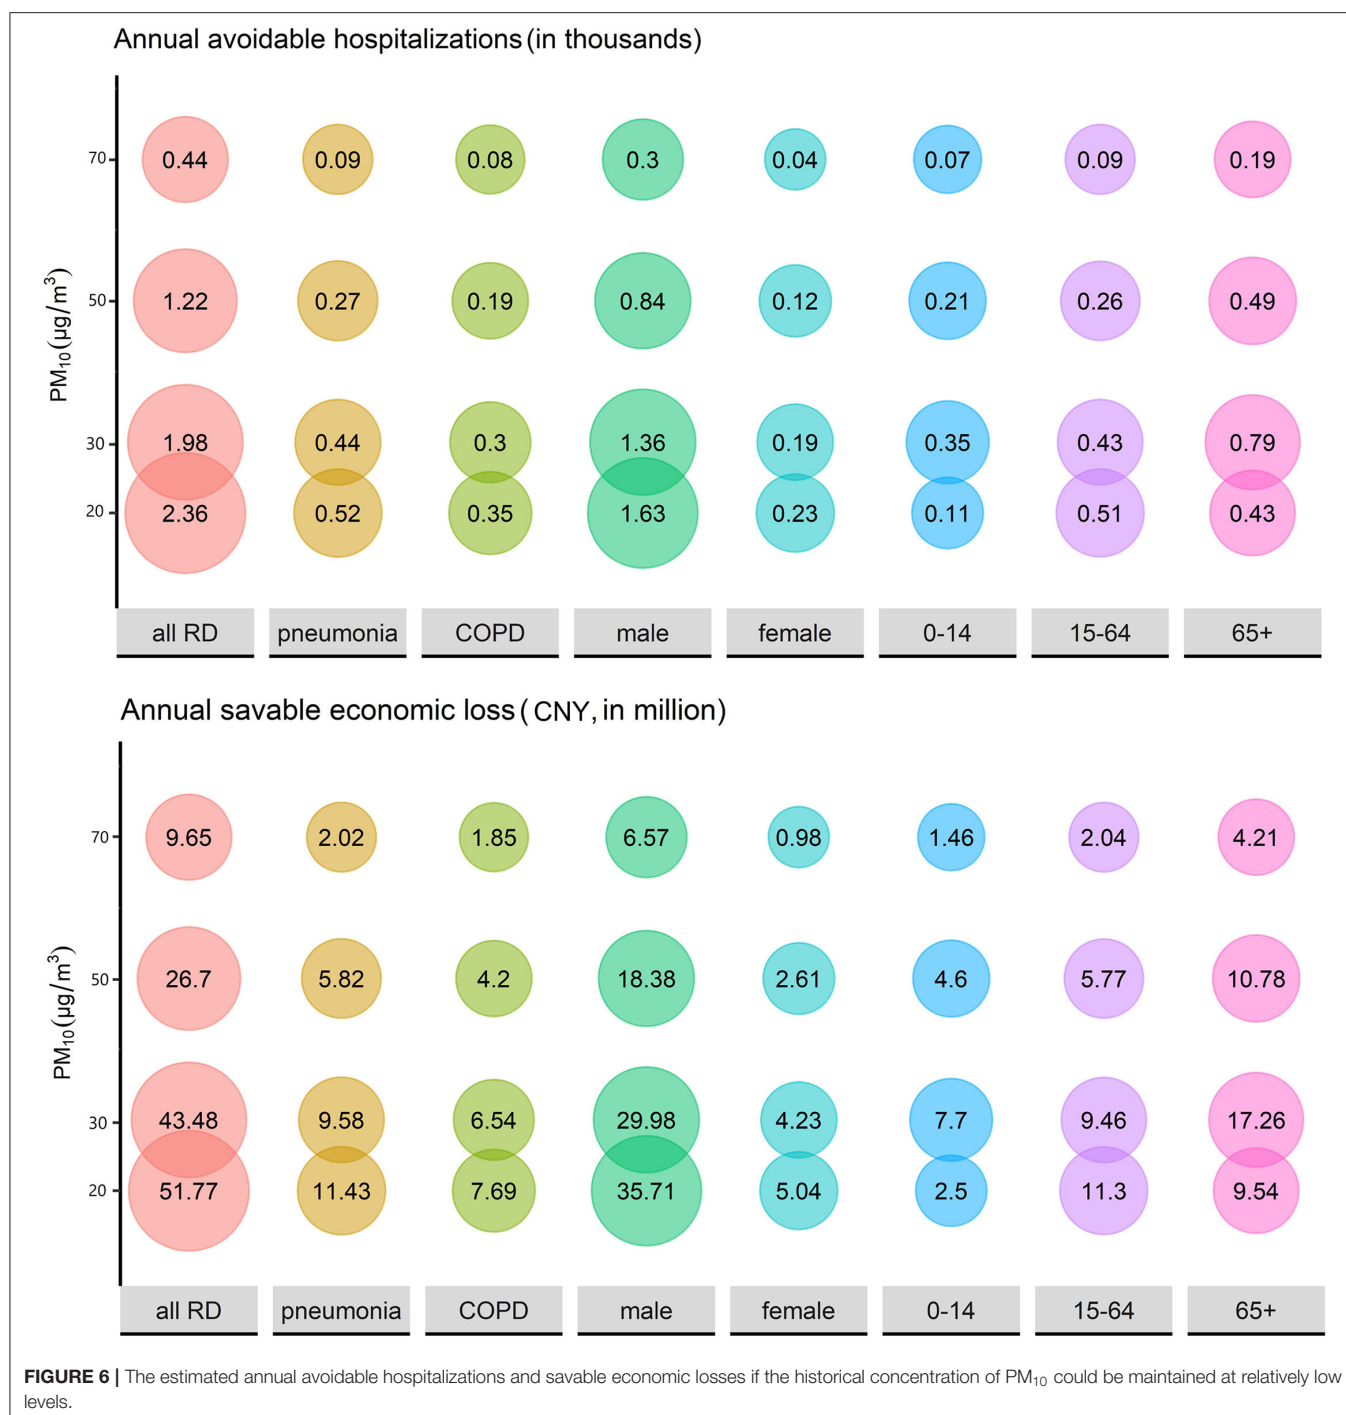 Annual avoidable hospitalizations (in thousands)
PM10(μg/m3)
70 0.44 0.09 0.08 0.3 0.04 0.07 0.09 0.19
50 1.22 0.27 0.19 0.84 0.12 0.21 0.26 0.49
30 1.98 0.44 0.3 1.36 0.19 0.35 0.43 0.79
20 2.36 0.52 0.35 1.63 0.23 0.11 0.51 0.43
all RD pneumonia COPD male female 0-14 15-64 65+
Annual savable economic loss (CNY, in million)
PM10(μg/m3)
70 9.65 2.02 1.85 6.57 0.98 1.46 2.04 4.21
50 26.7 5.82 4.2 18.38 2.61 4.6 5.77 10.78
30 43.48 9.58 6.54 29.98 4.23 7.7 9.46 17.26
20 51.77 11.43 7.69 35.71 5.04 2.5 11.3 9.54
all RD pneumonia COPD male female 0-14 15-64 65+
FIGURE 6 | The estimated annual avoidable hospitalizations and savable economic losses if the historical concentration of PM10 could be maintained at relatively low
levels.